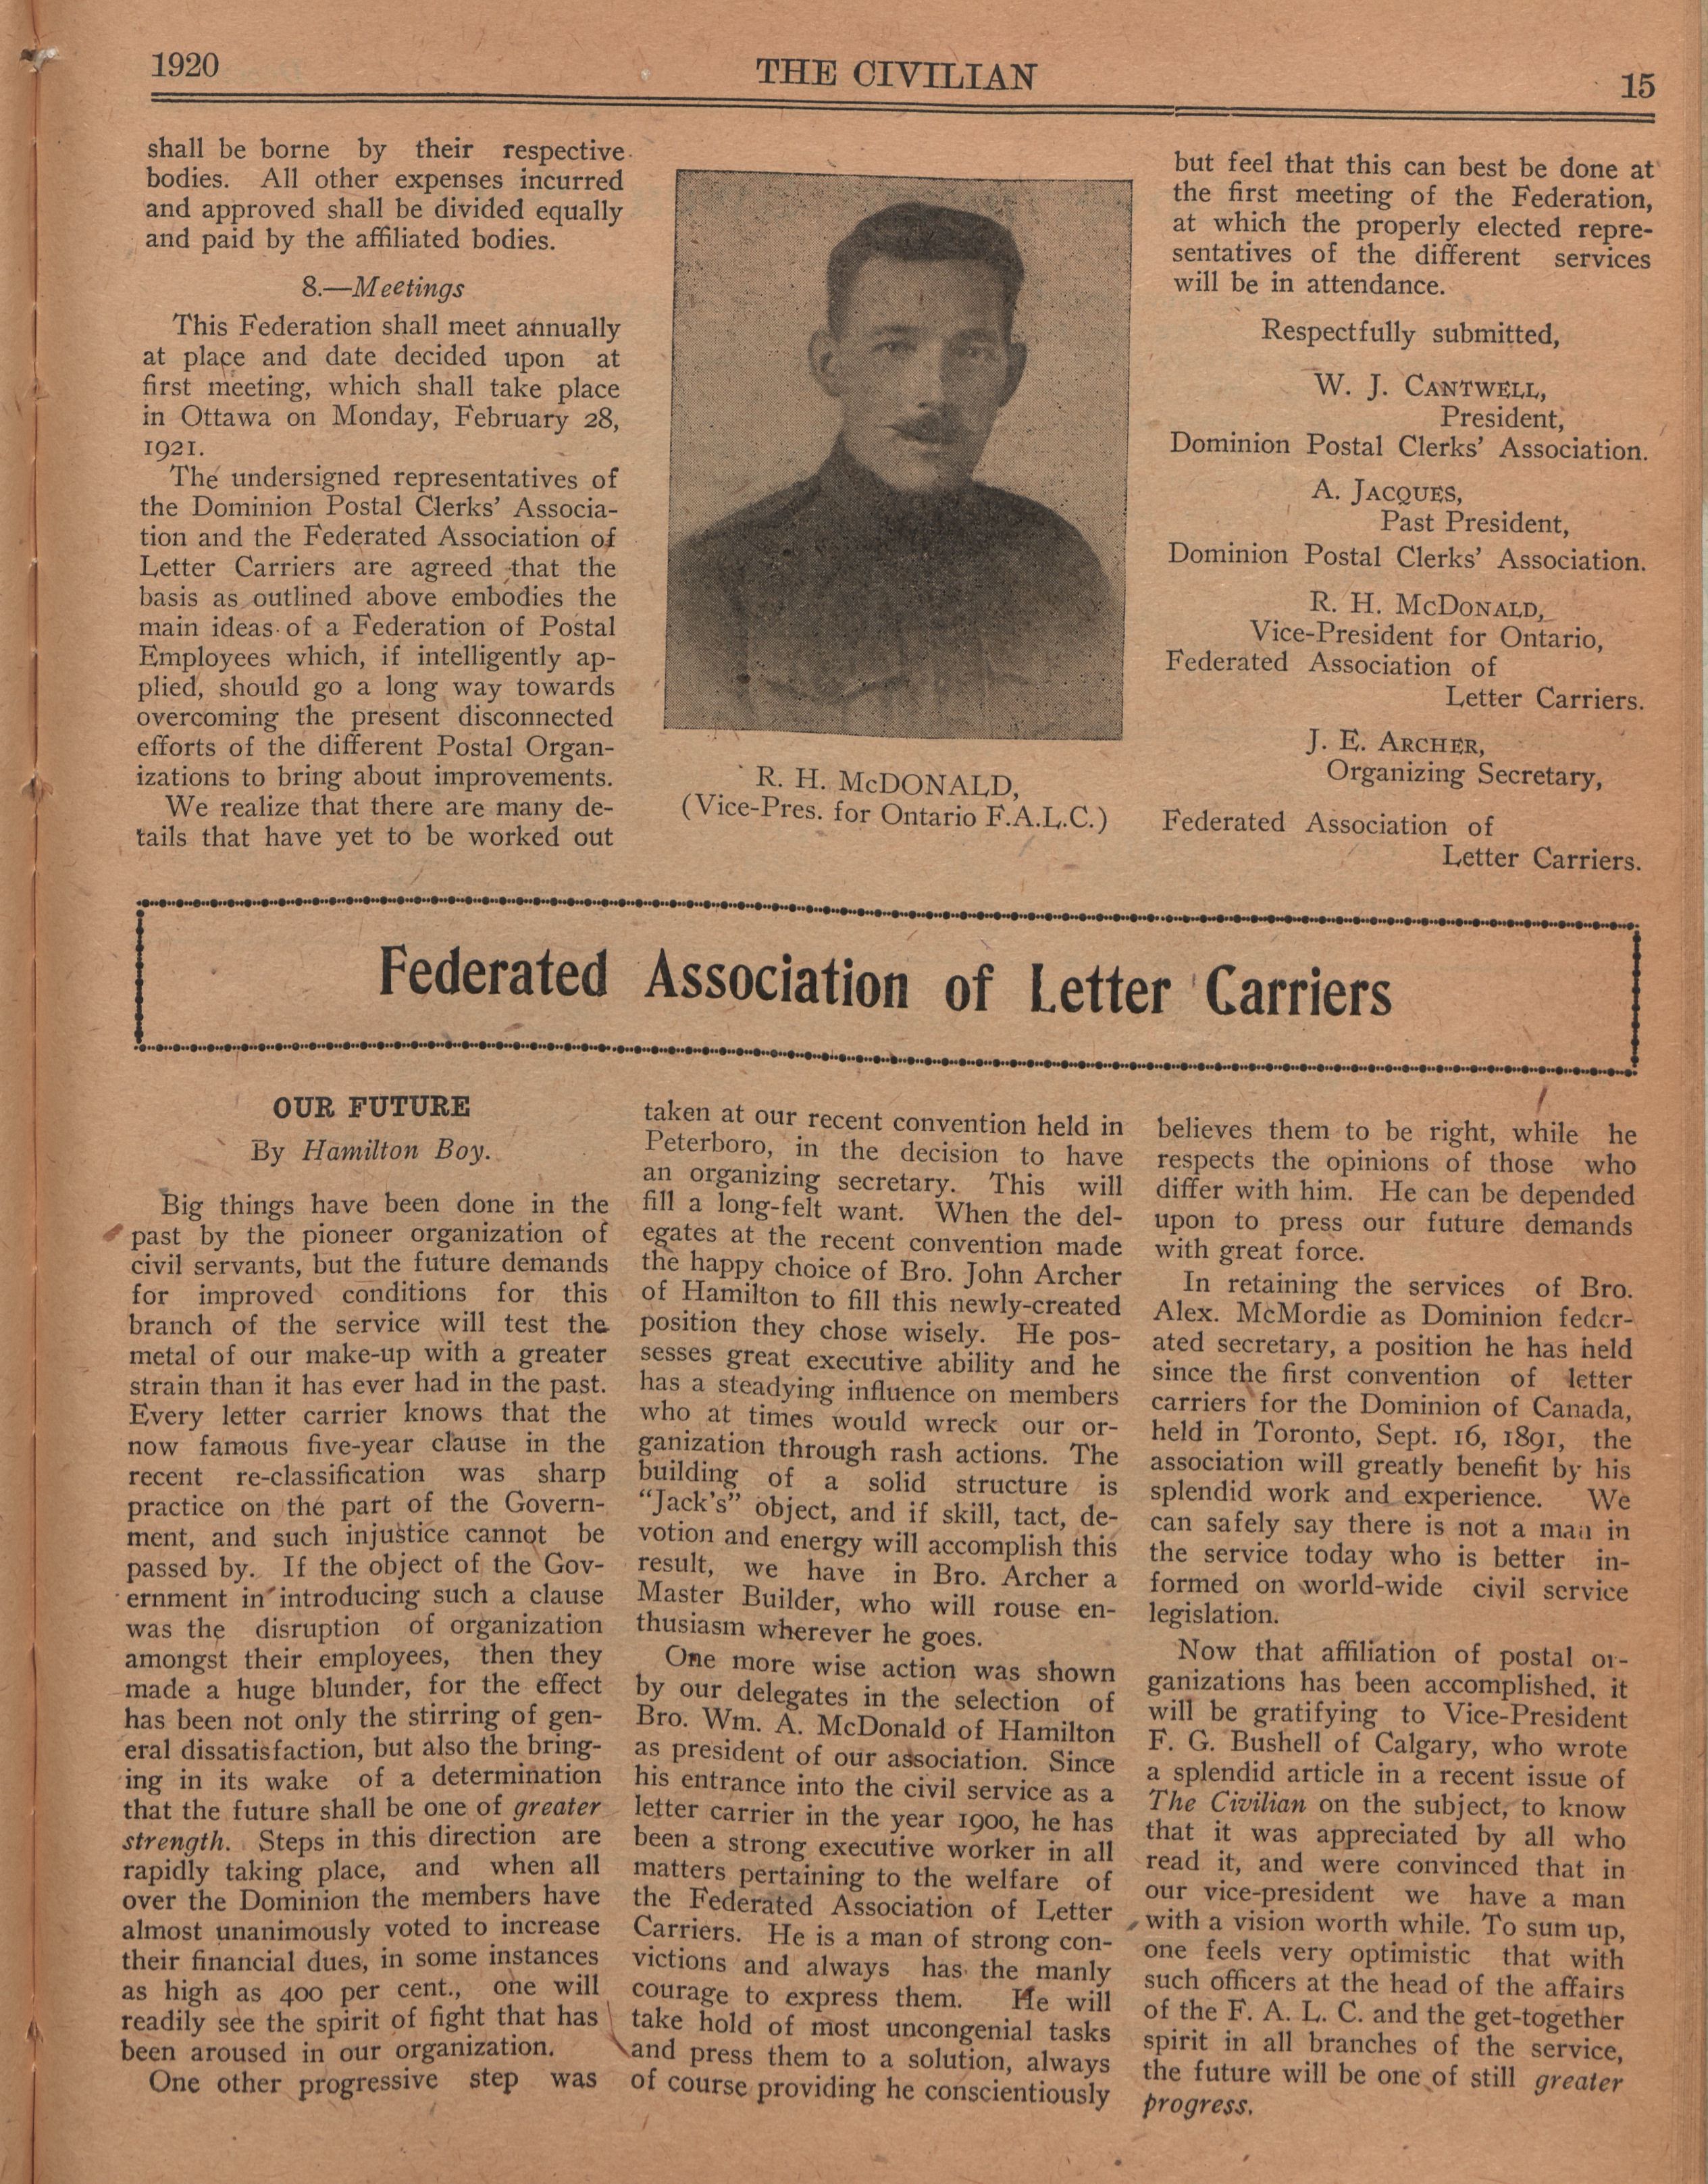 1920
THE CIVILIAN
15
shall be borne by their respective
bodies. All other expenses incurred
and approved shall be divided equally
and paid by the affiliated bodies.
8.—Meetings
This Federation shall meet annually
at place and date decided upon at
first meeting, which shall take place
in Ottawa on Monday, February 28,
1921.
The undersigned representatives of
the Dominion Postal Clerks' Associa-
tion and the Federated Association of
Letter Carriers are agreed that the
basis as outlined above embodies the
main ideas of a Federation of Postal
Employees which, if intelligently ap-
plied, should go a long way towards
overcoming the present disconnected
efforts of the different Postal Organ-
izations to bring about improvements.
We realize that there are many de-
tails that have yet to be worked out
R. H. McDONALD,
(Vice-Pres. for Ontario F.A.L.C.)
but feel that this can best be done at
the first meeting of the Federation,
at which the properly elected repre-
sentatives of the different services
will be in attendance.
Respectfully submitted,
W. J. CANTWELL,
President,
Dominion Postal Clerks' Association.
A. JACQUES,
Past President,
Dominion Postal Clerks' Association.
R. H. McDONALD,
Vice-President for Ontario,
Federated Association of
Letter Carriers.
J. E. ARCHER,
Organizing Secretary,
Federated Association of
Letter Carriers.
Federated Association of Letter Carriers
OUR FUTURE
By Hamilton Boy.
Big things have been done in the
past by the pioneer organization of
civil servants, but the future demands
for improved conditions for this
branch of the service will test the
metal of our make-up with a greater
strain than it has ever had in the past.
Every letter carrier knows that the
now famous five-year clause in the
recent re-classification was sharp
practice on the part of the Govern-
ment, and such injustice cannot be
passed by. If the object of the Gov-
ernment in introducing such a clause
was the disruption of organization
amongst their employees, then they
made a huge blunder, for the effect
has been not only the stirring of gen-
eral dissatisfaction, but also the bring-
ing in its wake of a determination
that the future shall be one of greater
strength. Steps in this direction are
rapidly taking place, and when all
over the Dominion the members have
almost unanimously voted to increase
their financial dues, in some instances
as high as 400 per cent., one will
readily see the spirit of fight that has
been aroused in our organization.
One other progressive step was
taken at our recent convention held in
Peterboro, in the decision to have
an organizing secretary. This will
fill a long-felt want. When the del-
egates at the recent convention made
the happy choice of Bro. John Archer
of Hamilton to fill this newly-created
position they chose wisely. He pos-
sesses great executive ability and he
has a steadying influence on members
who at times would wreck our or-
ganization through rash actions. The
building of a solid structure is
"Jack's" object, and if skill, tact, de-
votion and energy will accomplish this
result, we have in Bro. Archer a
Master Builder, who will rouse en-
thusiasm wherever he goes.
One more wise action was shown
by our delegates in the selection of
Bro. Wm. A. McDonald of Hamilton
as president of our association. Since
his entrance into the civil service as a
letter carrier in the year 1900, he has
been a strong executive worker in all
matters pertaining to the welfare of
the Federated Association of Letter
Carriers. He is a man of strong con-
victions and always has the manly
courage to express them. He will
take hold of most uncongenial tasks
and press them to a solution, always
of course providing he conscientiously
believes them to be right, while he
respects the opinions of those who
differ with him. He can be depended
upon to press our future demands
with great force.
In retaining the services of Bro.
Alex. McMordie as Dominion feder-
ated secretary, a position he has held
since the first convention of letter
carriers for the Dominion of Canada,
held in Toronto, Sept. 16, 1891, the
association will greatly benefit by his
splendid work and experience. We
can safely say there is not a man in
the service today who is better in-
formed on world-wide civil service
legislation.
Now that affiliation of postal or-
ganizations has been accomplished, it
will be gratifying to Vice-President
F. G. Bushell of Calgary, who wrote
a splendid article in a recent issue of
The Civilian on the subject, to know
that it was appreciated by all who
read it, and were convinced that in
our vice-president we have a man
with a vision worth while. To sum up,
one feels very optimistic that with
such officers at the head of the affairs
of the F. A. L. C. and the get-together
spirit in all branches of the service,
the future will be one of still greater
progress.